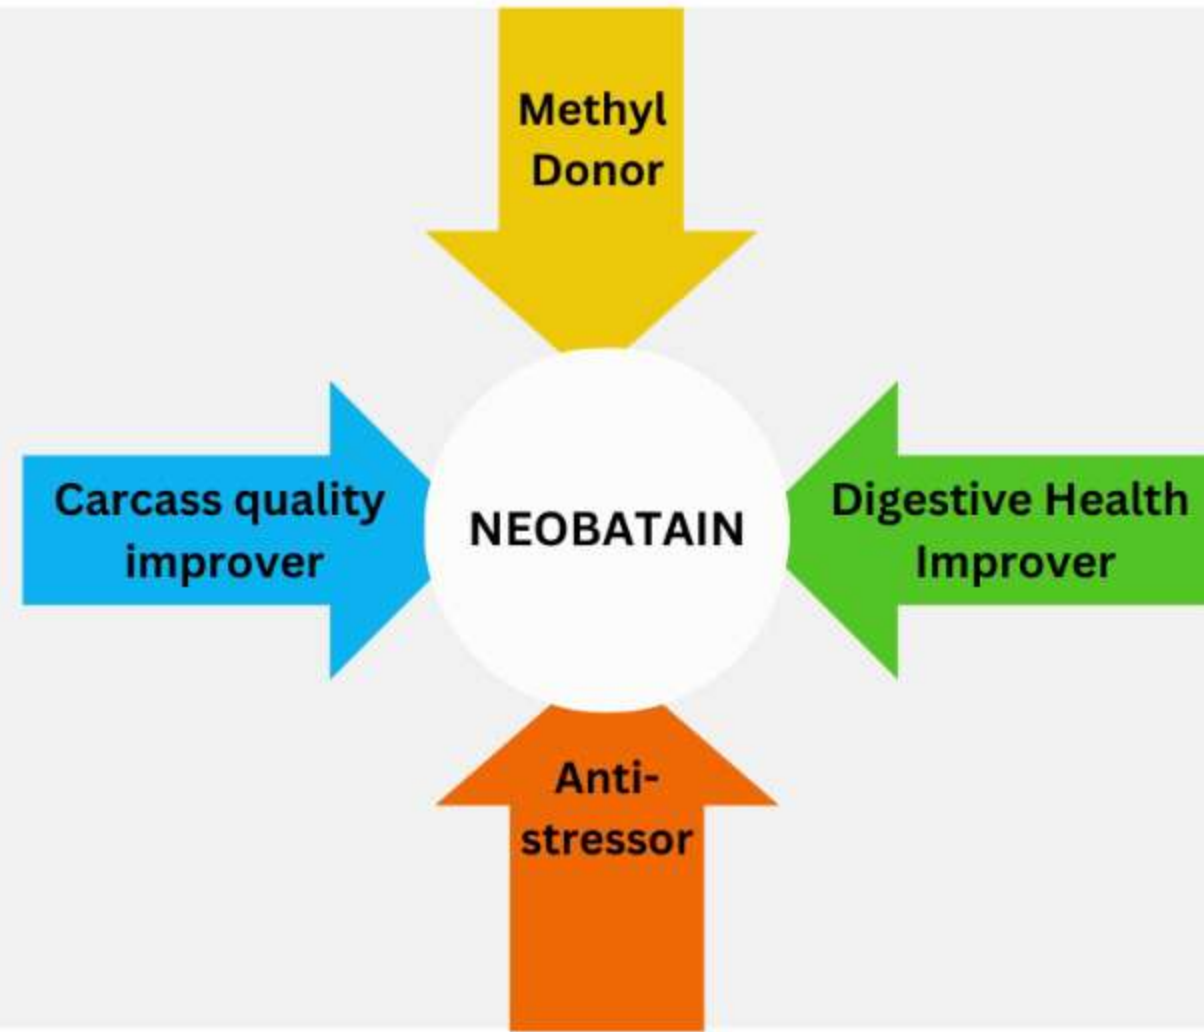 Methyl
Donor
Carcass quality
improver
NEOBATAIN
Digestive Health
Improver
Anti-
stressor